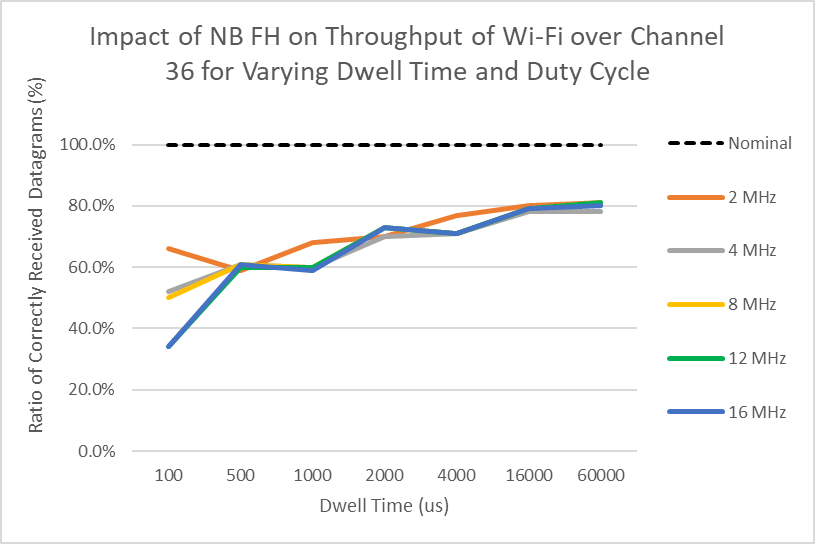 Impact of NB FH on Throughput of Wi-Fi over Channel
36 for Varying Dwell Time and Duty Cycle
Ratio of Correctly Received Datagrams (%)
100.0%
80.0%
60.0%
40.0%
20.0%
0.0%
100 500 1000 2000 4000 16000 60000
Dwell Time (us)
Nominal
2 MHz
4 MHz
8 MHz
12 MHz
16 MHz